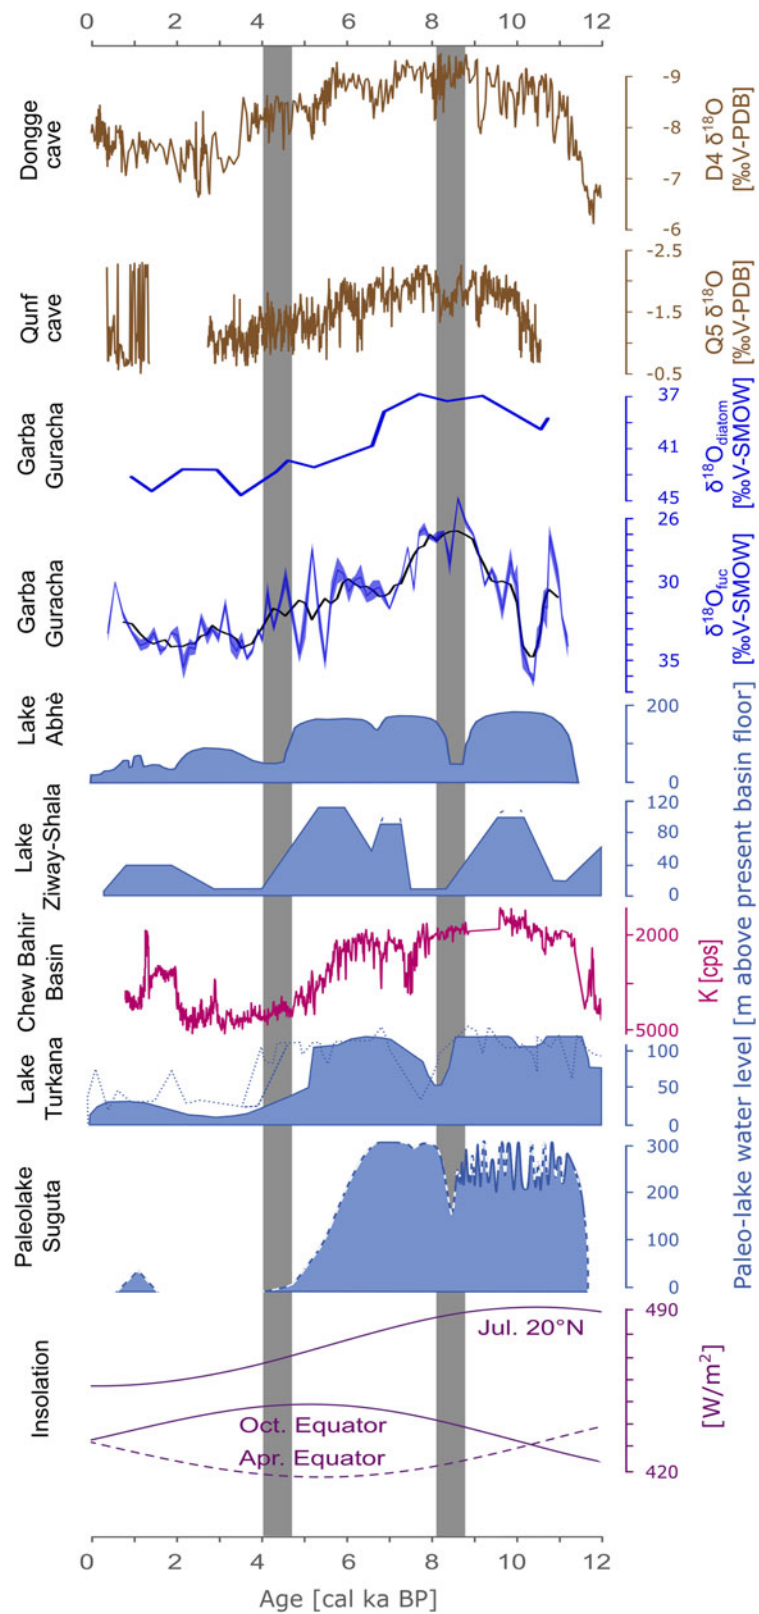 0 2 4 6 8 10 12
Dongge
cave
-9
-8
-7
-6
D4 δ18O
[‰V-PDB]
Qunf
cave
-2.5
-1.5
-0.5
Q5 δ18O
[‰V-PDB]
Garba
Guracha
37
41
45
δ18Odiatom
[‰V-SMOW]
Garba
Guracha
26
30
35
δ18Ofuc
[‰V-SMOW]
Lake
Abhè
200
0
Lake
Ziway-Shala
120
80
40
0
Chew Bahir
Basin
2000
5000
K [cps]
Lake
Turkana
100
50
0
Paleolake
Suguta
300
200
100
0
Paleo-lake water level [m above present basin floor]
Insolation
Jul. 20°N
Oct. Equator
Apr. Equator
490
420
[W/m2]
0 2 4 6 8 10 12
Age [cal ka BP]